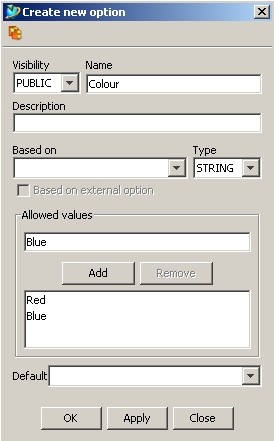 Create new option
Visibility Name
PUBLIC Colour
Description
Based on Type
STRING
Based on external option
Allowed values
Blue
Add Remove
Red
Blue
Default
OK Apply Close